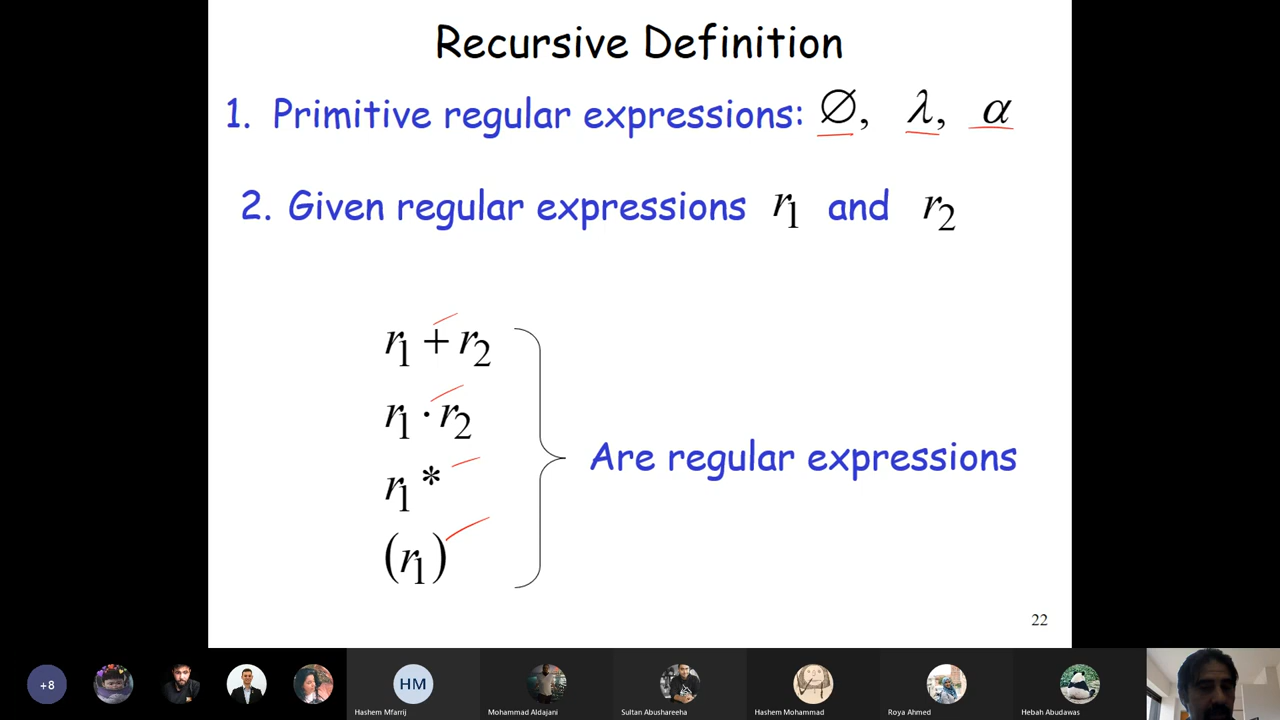 Recursive Definition
1. Primitive regular expressions: ∅, λ, α
2. Given regular expressions r₁ and r₂
r₁ + r₂
r₁ · r₂
r₁ *
(r₁)
Are regular expressions
22
+8
HM
Hashem Mfarrij
Mohammad Aldajani
Sultan Abushareeha
Hashem Mohammad
Roya Ahmed
Hebah Abudawas